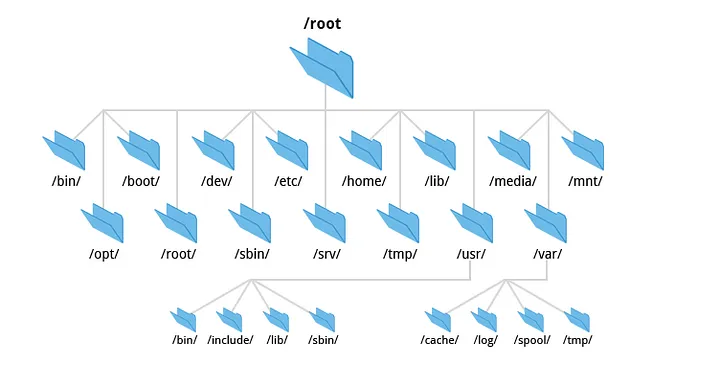 /root
/bin/ /boot/ /dev/ /etc/ /home/ /lib/ /media/ /mnt/
/opt/ /root/ /sbin/ /srv/ /tmp/ /usr/ /var/
/bin/ /include/ /lib/ /sbin/ /cache/ /log/ /spool/ /tmp/